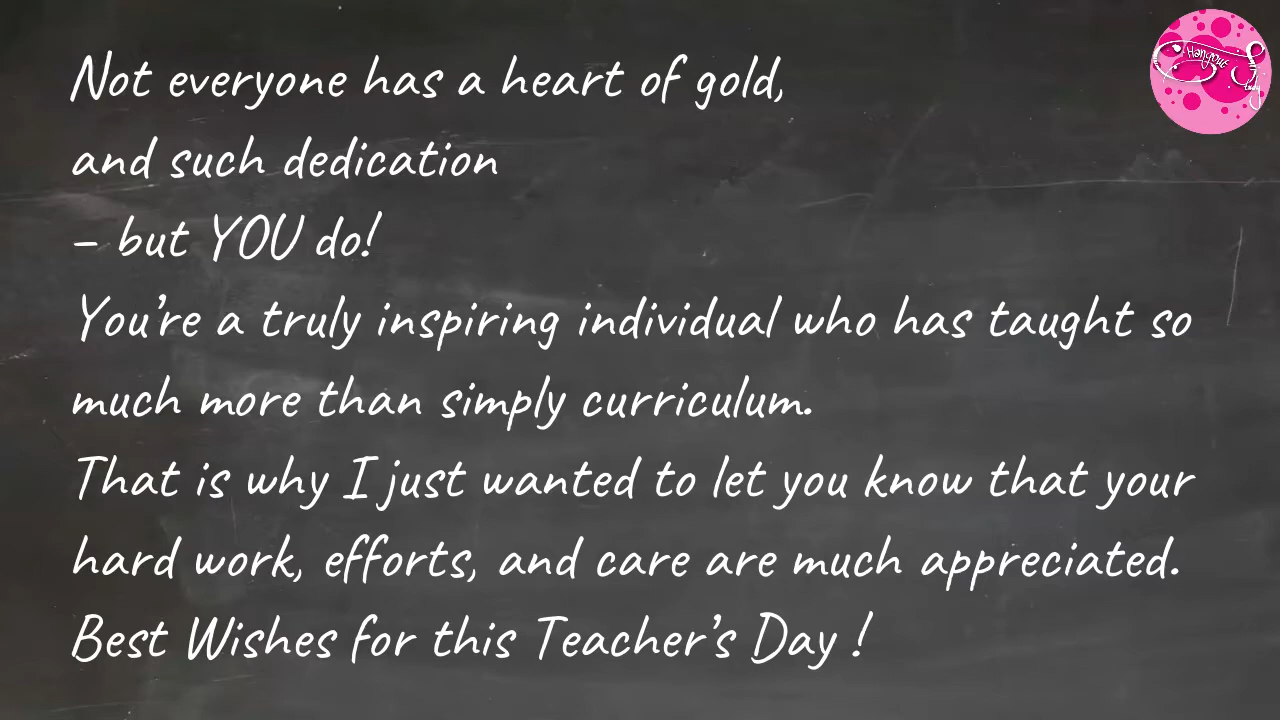 Not everyone has a heart of gold,
and such dedication
– but YOU do!
You’re a truly inspiring individual who has taught so
much more than simply curriculum.
That is why I just wanted to let you know that your
hard work, efforts, and care are much appreciated.
Best Wishes for this Teacher’s Day !
Hangout